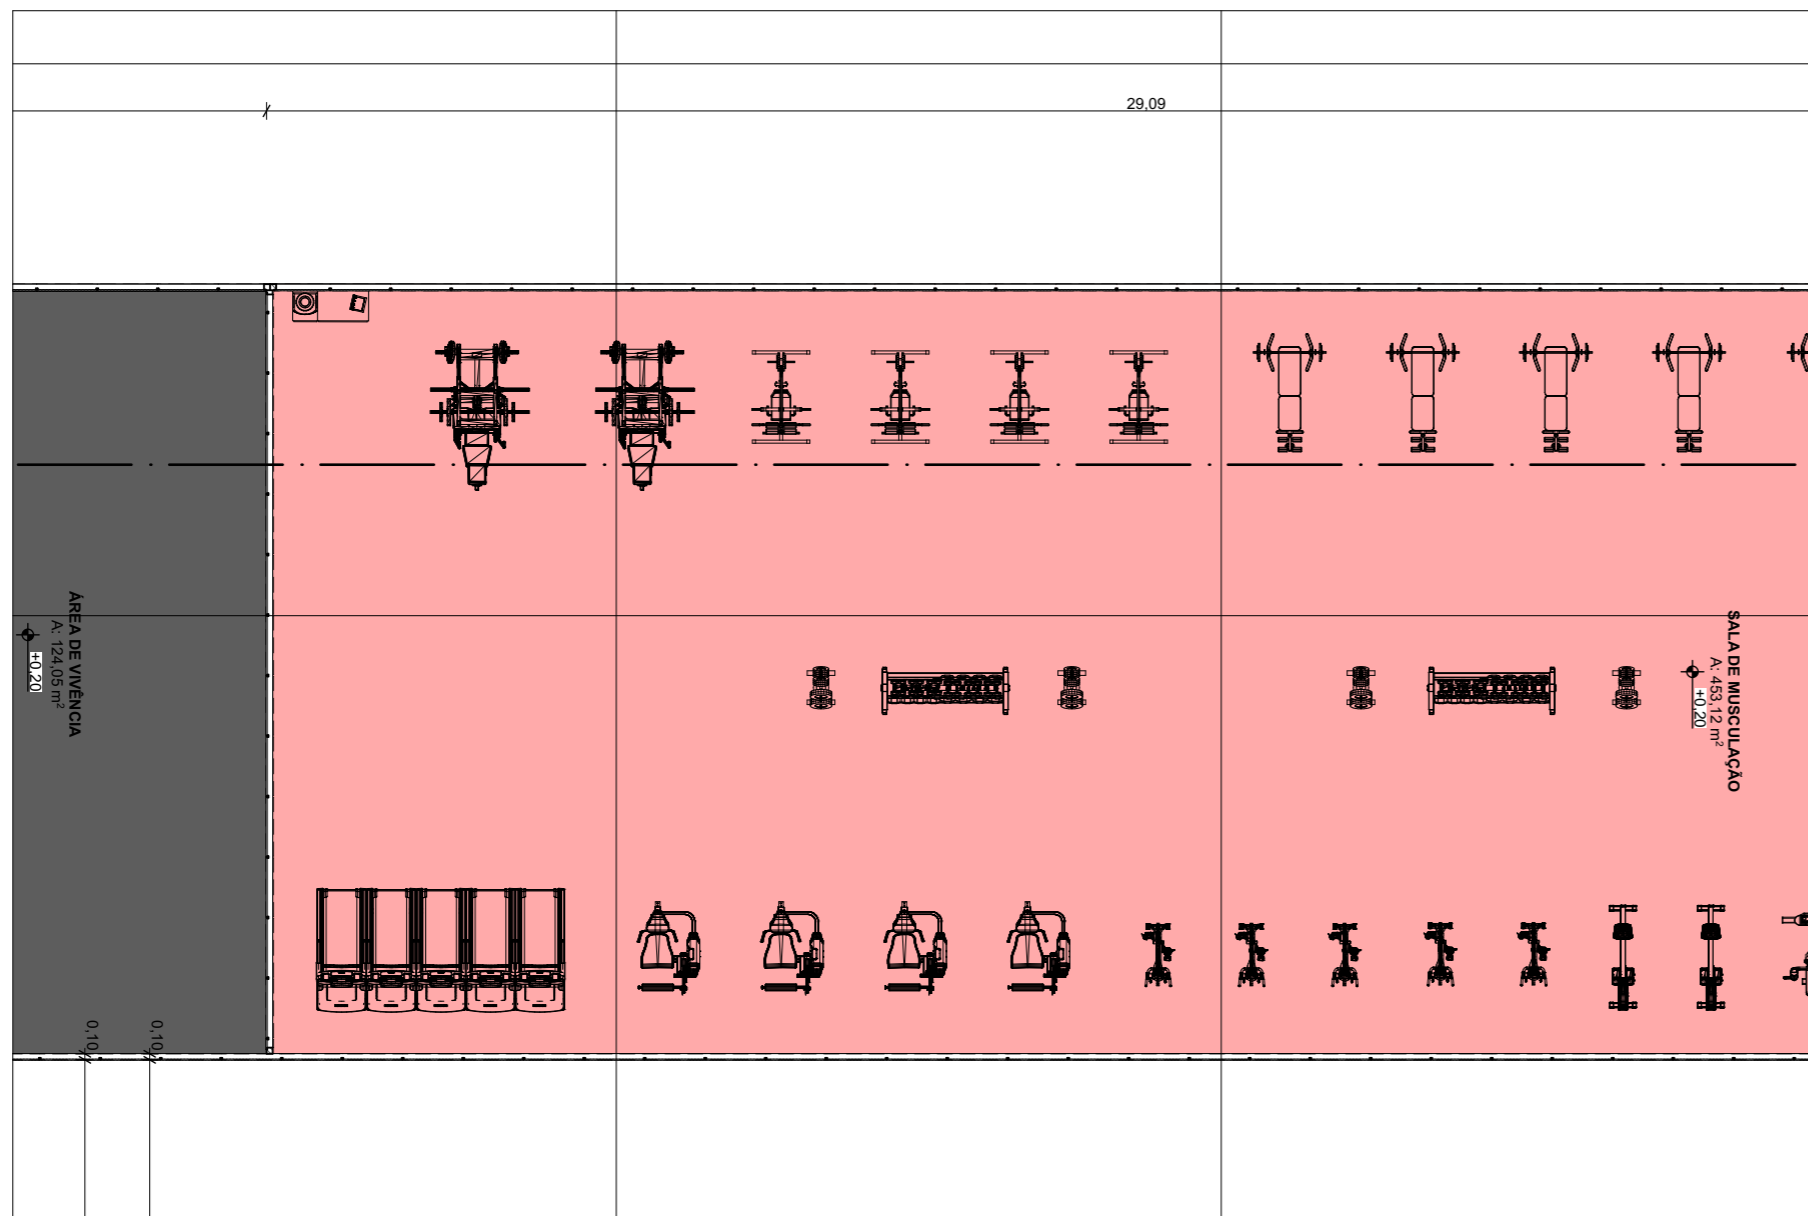 29,09
ÁREA DE VIVÊNCIA
A: 124,05 m²
+0,20
SALA DE MUSCULAÇÃO
A: 453,12 m²
+0,20
0,10
0,10